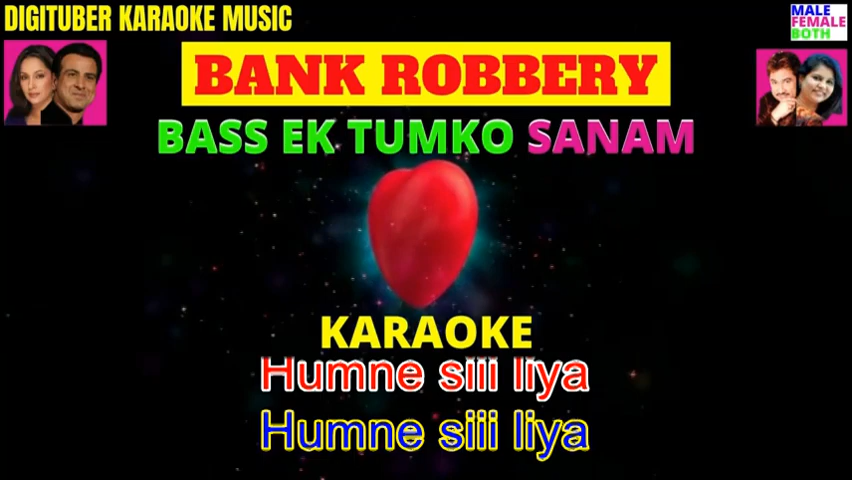 DIGITUBER KARAOKE MUSIC
MALE
FEMALE
BOTH
BANK ROBBERY
BASS EK TUMKO SANAM
KARAOKE
Humne siii liya
Humne siii liya